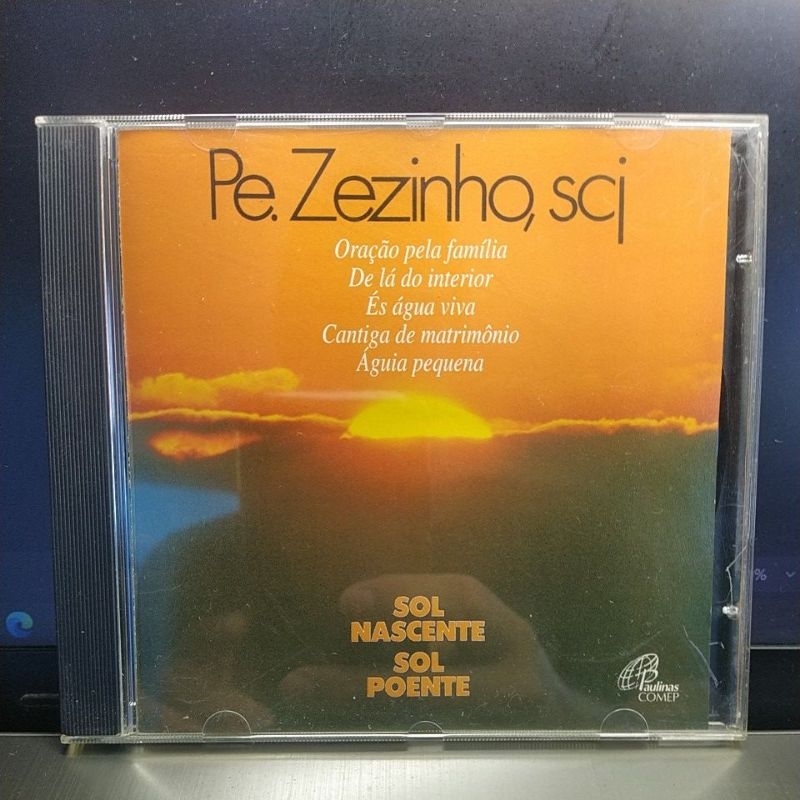 Pe. Zezinho, scj
Oração pela família
De lá do interior
És água viva
Cantiga de matrimônio
Águia pequena
%
SOL
NASCENTE
SOL
POENTE
Paulinas
COMEP